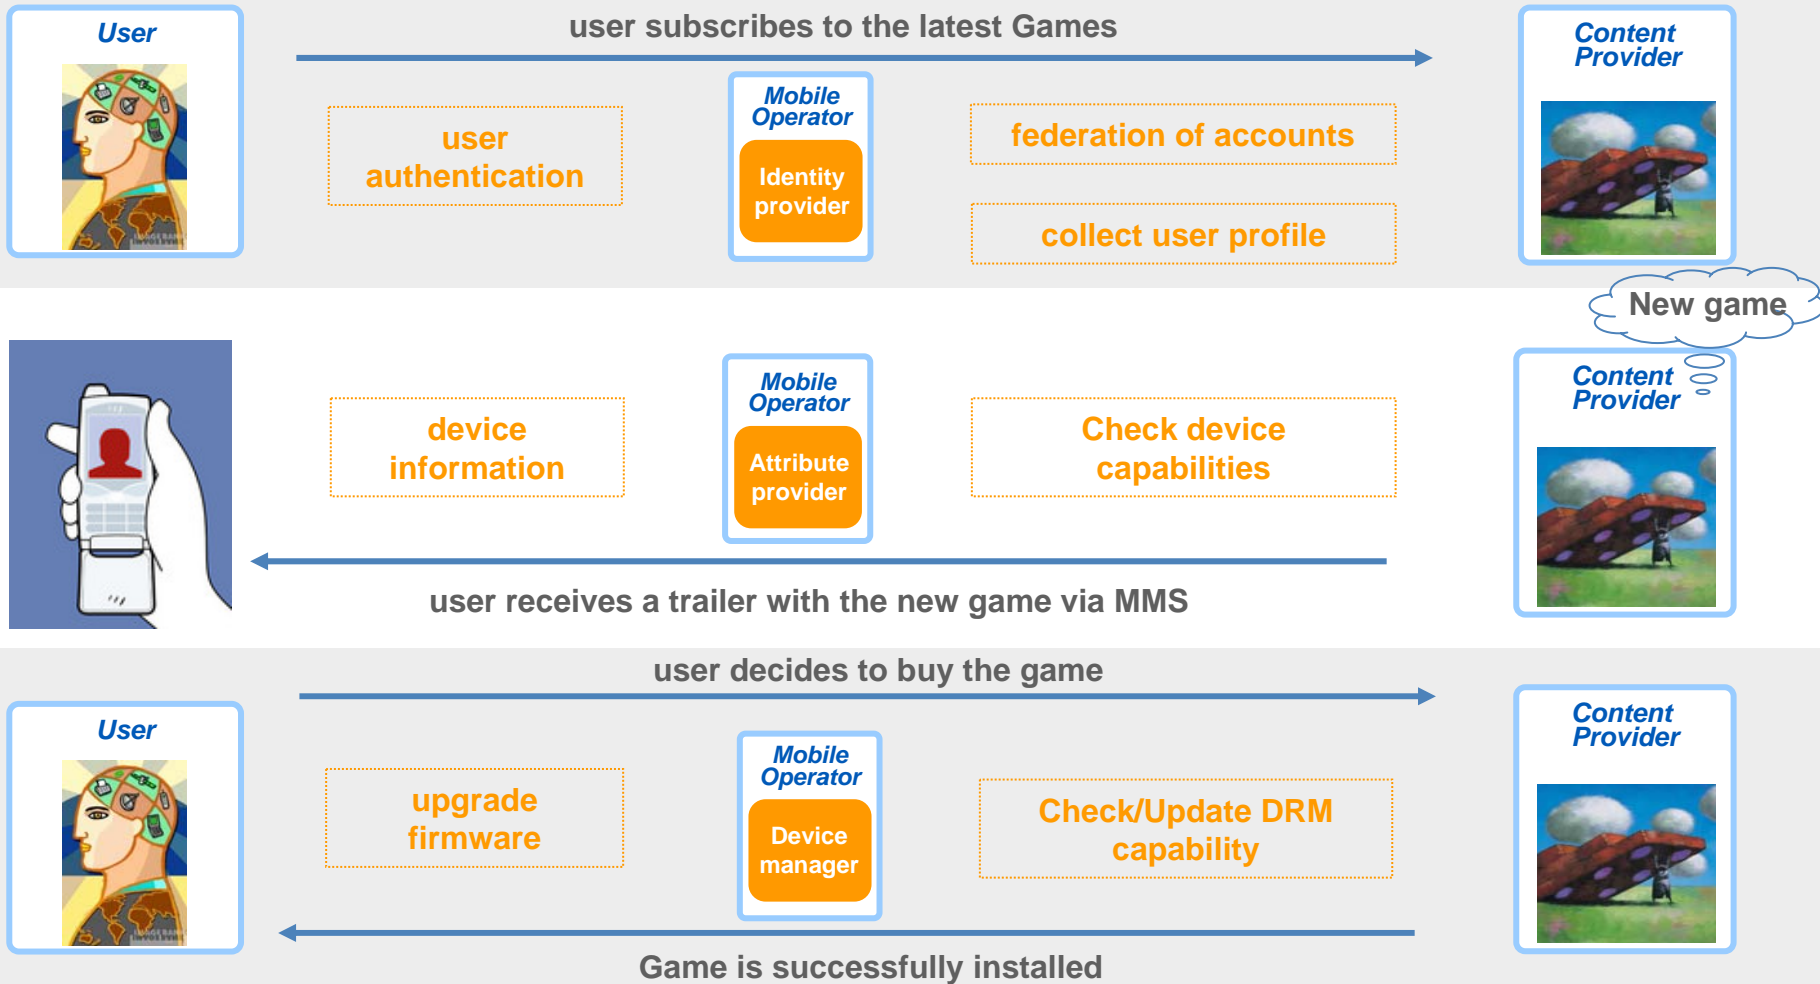 User
user subscribes to the latest Games
Content
Provider
Mobile
Operator
user
authentication
Identity
provider
federation of accounts
collect user profile
New game
Mobile
Operator
Content
Provider
device
information
Attribute
provider
Check device
capabilities
user receives a trailer with the new game via MMS
user decides to buy the game
User
Content
Provider
Mobile
Operator
upgrade
firmware
Device
manager
Check/Update DRM
capability
Game is successfully installed